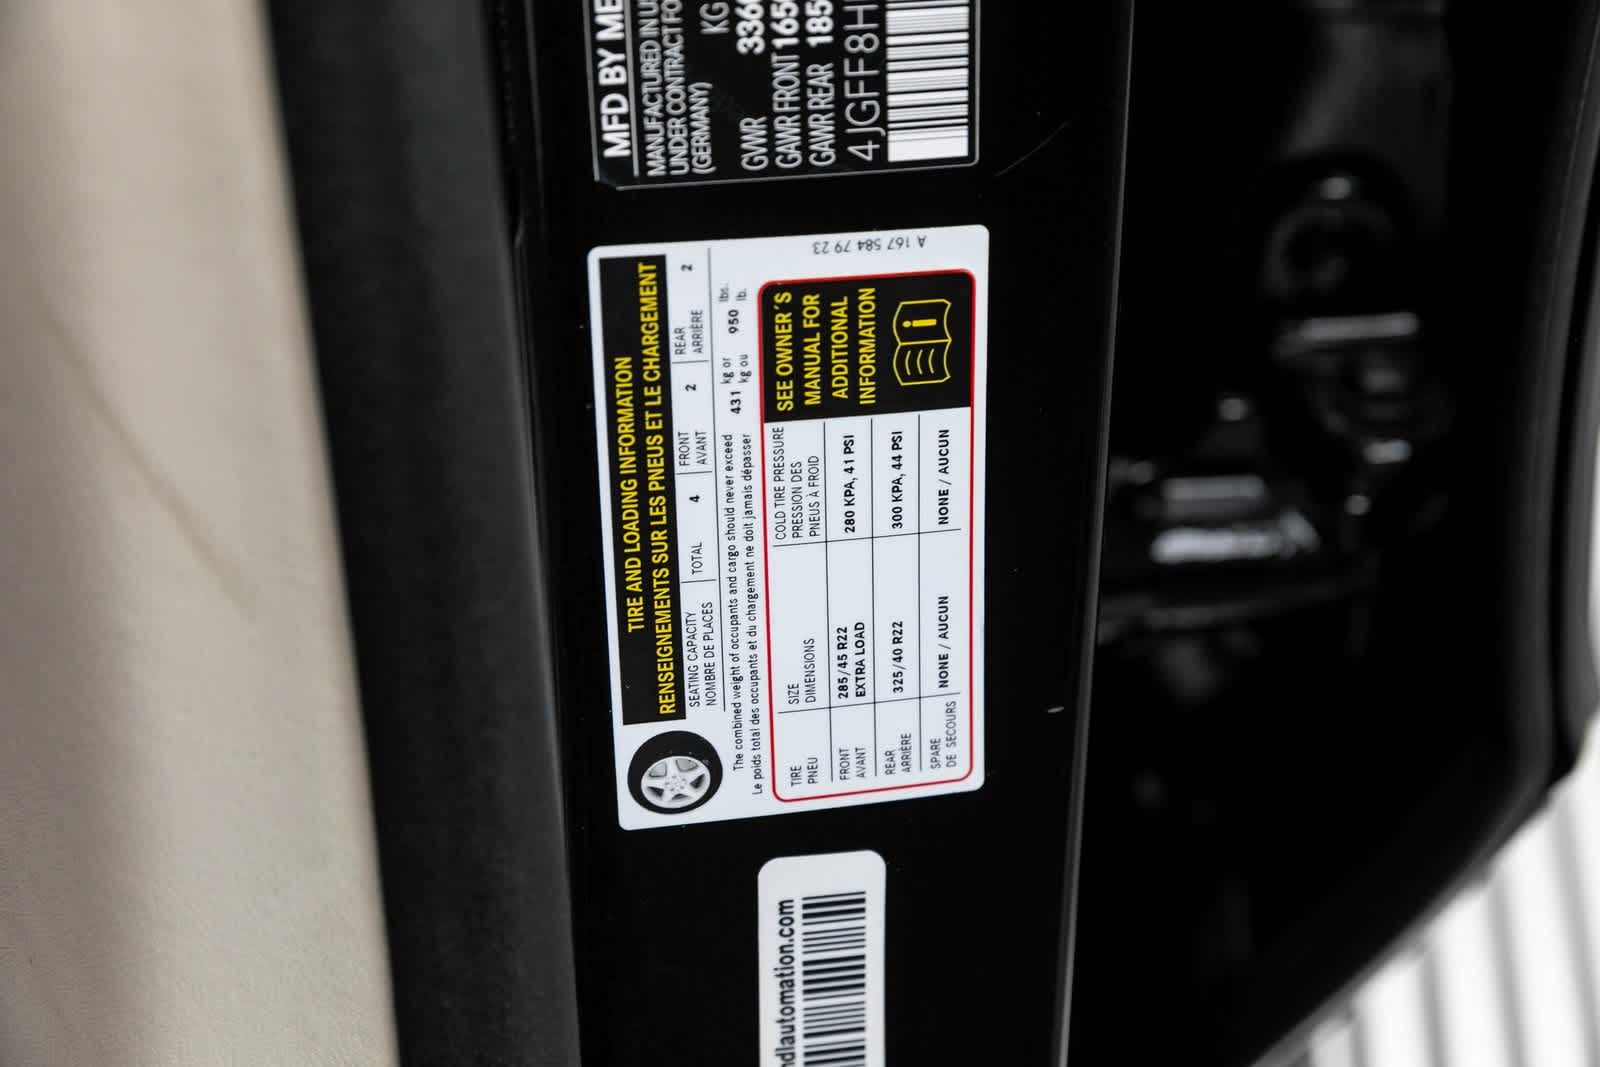 MFD BY ME
MANUFACTURED IN U
UNDER CONTRACT FO
(GERMANY)
KG
GVWR 336
GAWR FRONT 165
GAWR REAR 185
4JGFF8H
A 167 584 79 23
TIRE AND LOADING INFORMATION
RENSEIGNEMENTS SUR LES PNEUS ET LE CHARGEMENT
SEATING CAPACITY
NOMBRE DE PLACES
TOTAL 4
FRONT
AVANT
2
REAR
ARRIÈRE
2
The combined weight of occupants and cargo should never exceed 431 kg or 950 lbs.
Le poids total des occupants et du chargement ne doit jamais dépasser kg ou lb.
TIRE
PNEU
SIZE
DIMENSIONS
COLD TIRE PRESSURE
PRESSION DES
PNEUS À FROID
FRONT
AVANT
285/45 R22
EXTRA LOAD
280 KPA, 41 PSI
REAR
ARRIÈRE
325/40 R22
300 KPA, 44 PSI
SPARE
DE SECOURS
NONE / AUCUN
NONE / AUCUN
SEE OWNER'S
MANUAL FOR
ADDITIONAL
INFORMATION
ndlautomation.com